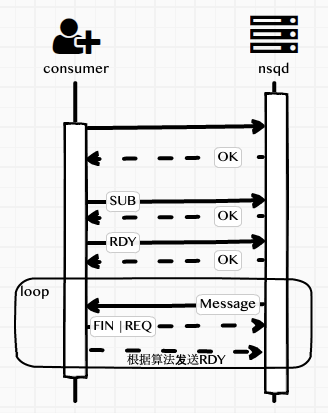 consumer
nsqd
OK
SUB
OK
RDY
OK
loop
Message
FIN | REQ
根据算法发送RDY